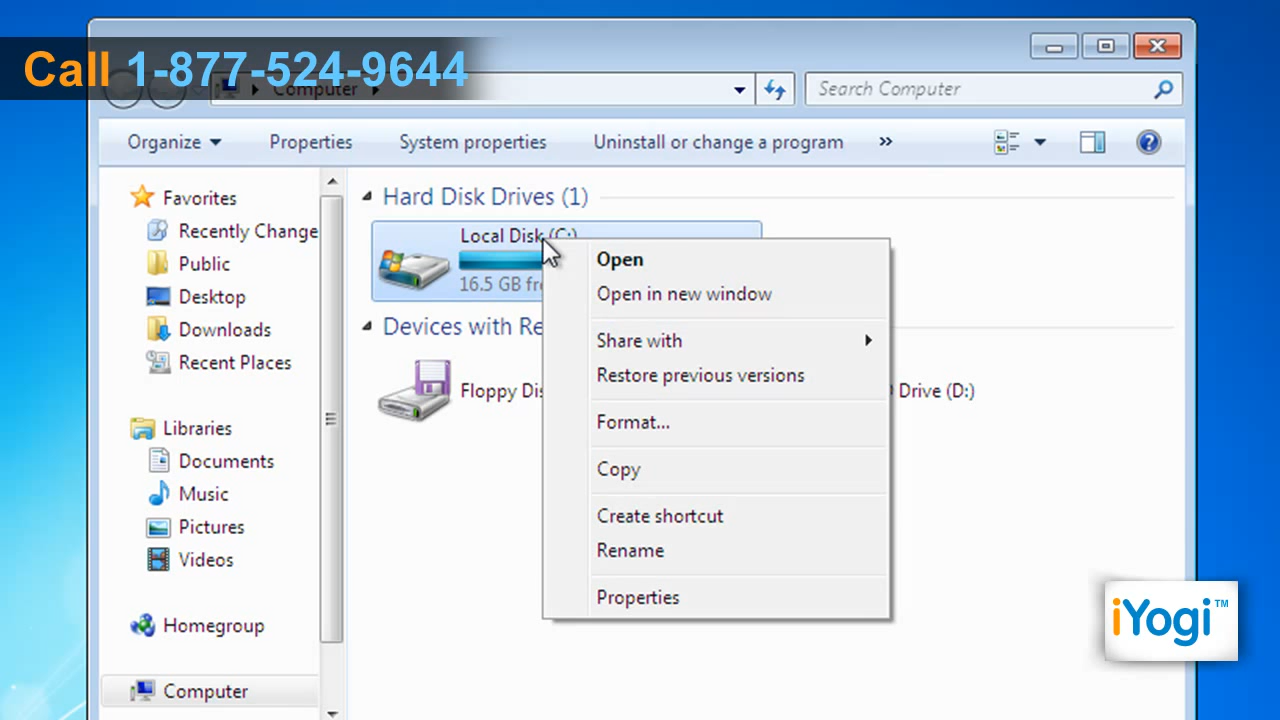 Call 1-877-524-9644
Computer
Search Computer
Organize
Properties
System properties
Uninstall or change a program
»
Favorites
Recently Change
Public
Desktop
Downloads
Recent Places
Libraries
Documents
Music
Pictures
Videos
Homegroup
Computer
Hard Disk Drives (1)
Local Disk (C:)
16.5 GB fre
Devices with Re
Floppy Dis
Drive (D:)
Open
Open in new window
Share with
Restore previous versions
Format...
Copy
Create shortcut
Rename
Properties
iYogi™